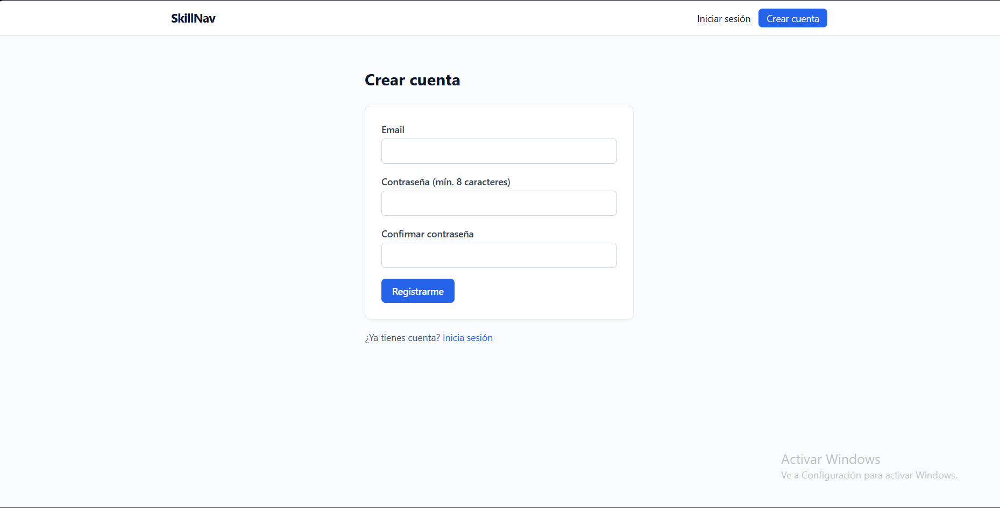 SkillNav
Iniciar sesión
Crear cuenta
Crear cuenta
Email
Contraseña (mín. 8 caracteres)
Confirmar contraseña
Registrarme
¿Ya tienes cuenta? Inicia sesión
Activar Windows
Ve a Configuración para activar Windows.